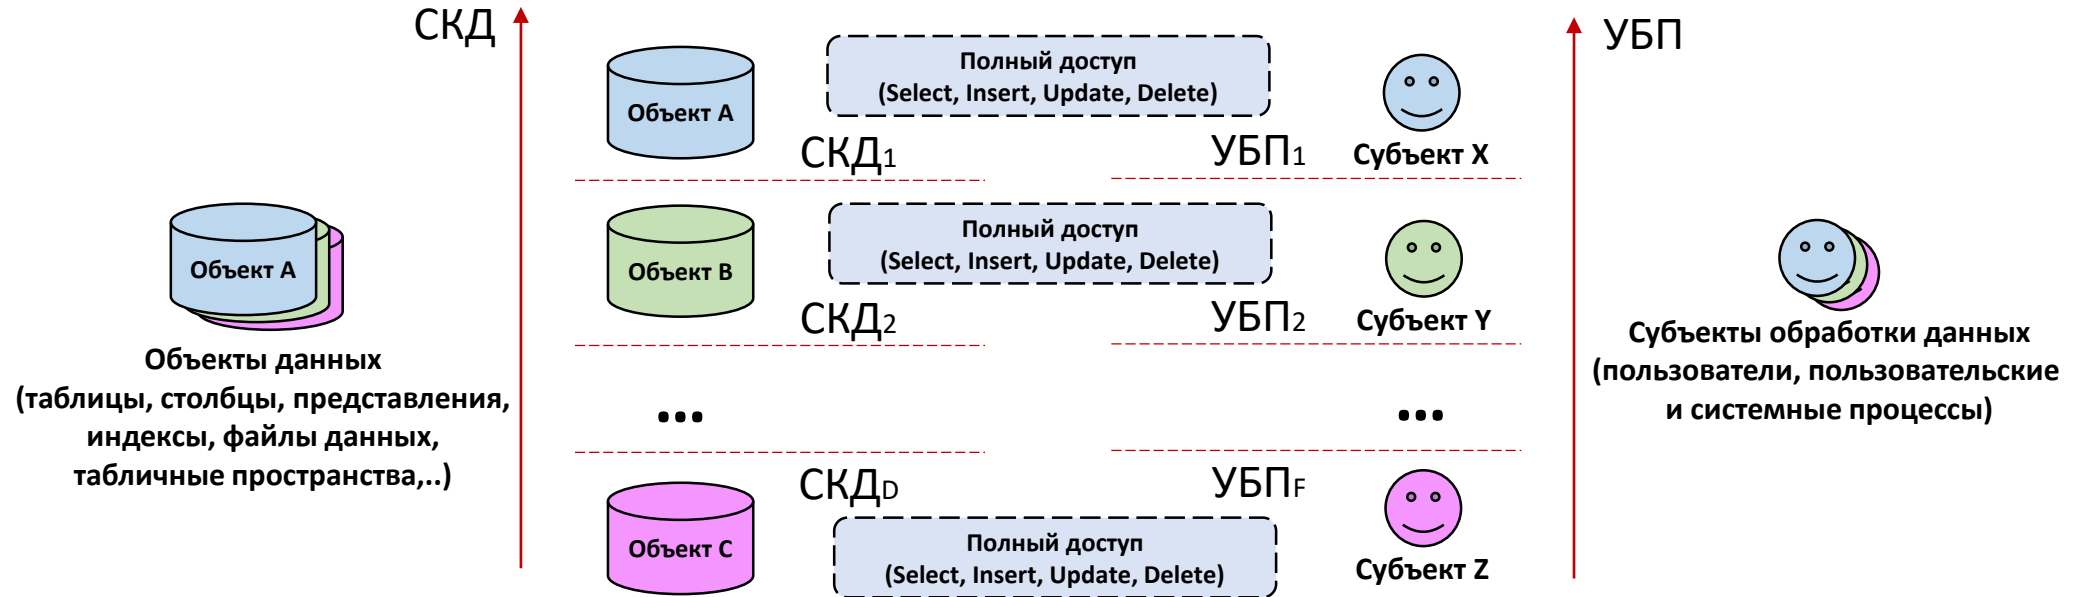 СКД
УБП
Полный доступ
(Select, Insert, Update, Delete)
Объект A
СКД1
УБП1
Субъект X
Объект A
Объекты данных
(таблицы, столбцы, представления,
индексы, файлы данных,
табличные пространства,..)
Полный доступ
(Select, Insert, Update, Delete)
Объект B
СКД2
УБП2
Субъект Y
Субъекты обработки данных
(пользователи, пользовательские
и системные процессы)
...
...
СКДD
УБПF
Объект C
Полный доступ
(Select, Insert, Update, Delete)
Субъект Z